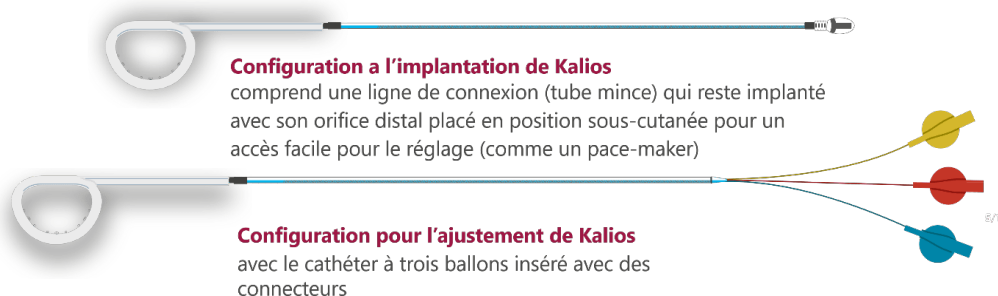 Configuration a l’implantation de Kalios
comprend une ligne de connexion (tube mince) qui reste implanté
avec son orifice distal placé en position sous-cutanée pour un
accès facile pour le réglage (comme un pace-maker)
Configuration pour l’ajustement de Kalios
avec le cathéter à trois ballons inséré avec des
connecteurs